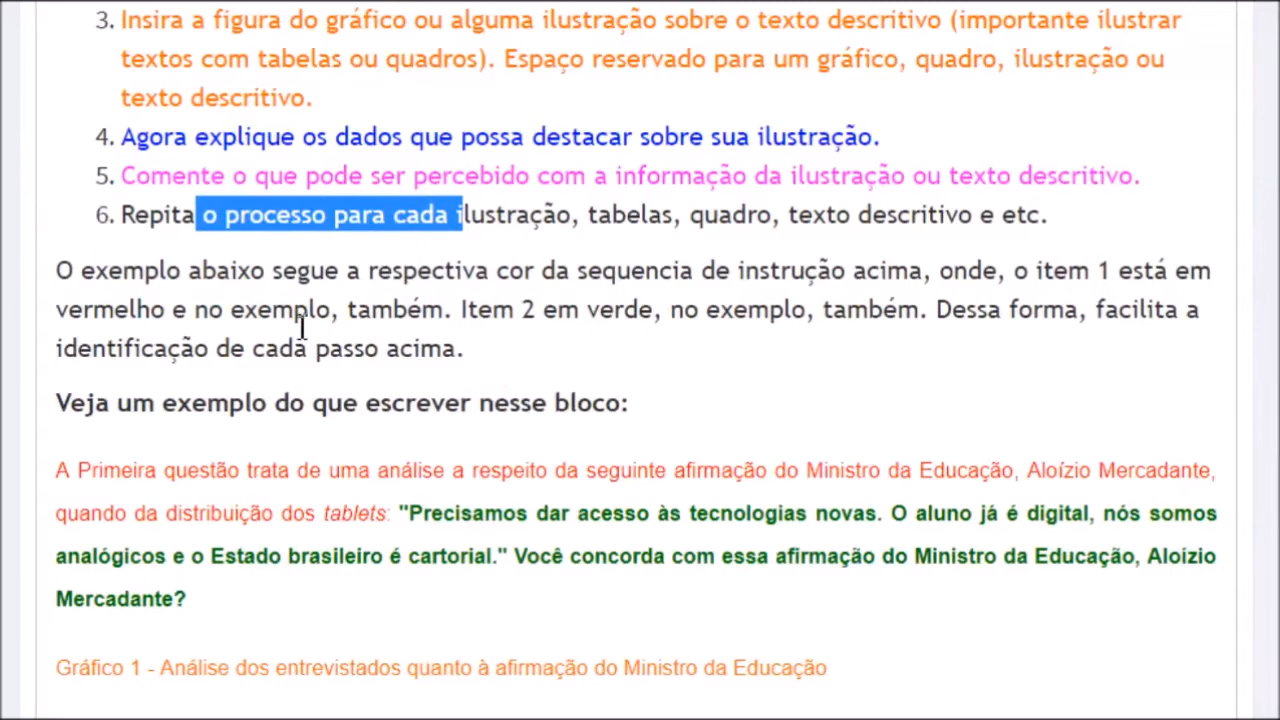 3. Insira a figura do gráfico ou alguma ilustração sobre o texto descritivo (importante ilustrar
textos com tabelas ou quadros). Espaço reservado para um gráfico, quadro, ilustração ou
texto descritivo.
4. Agora explique os dados que possa destacar sobre sua ilustração.
5. Comente o que pode ser percebido com a informação da ilustração ou texto descritivo.
6. Repita o processo para cada ilustração, tabelas, quadro, texto descritivo e etc.
O exemplo abaixo segue a respectiva cor da sequencia de instrução acima, onde, o item 1 está em
vermelho e no exemplo, também. Item 2 em verde, no exemplo, também. Dessa forma, facilita a
identificação de cada passo acima.
Veja um exemplo do que escrever nesse bloco:
A Primeira questão trata de uma análise a respeito da seguinte afirmação do Ministro da Educação, Aloízio Mercadante,
quando da distribuição dos tablets: "Precisamos dar acesso às tecnologias novas. O aluno já é digital, nós somos
analógicos e o Estado brasileiro é cartorial." Você concorda com essa afirmação do Ministro da Educação, Aloízio
Mercadante?
Gráfico 1 - Análise dos entrevistados quanto à afirmação do Ministro da Educação